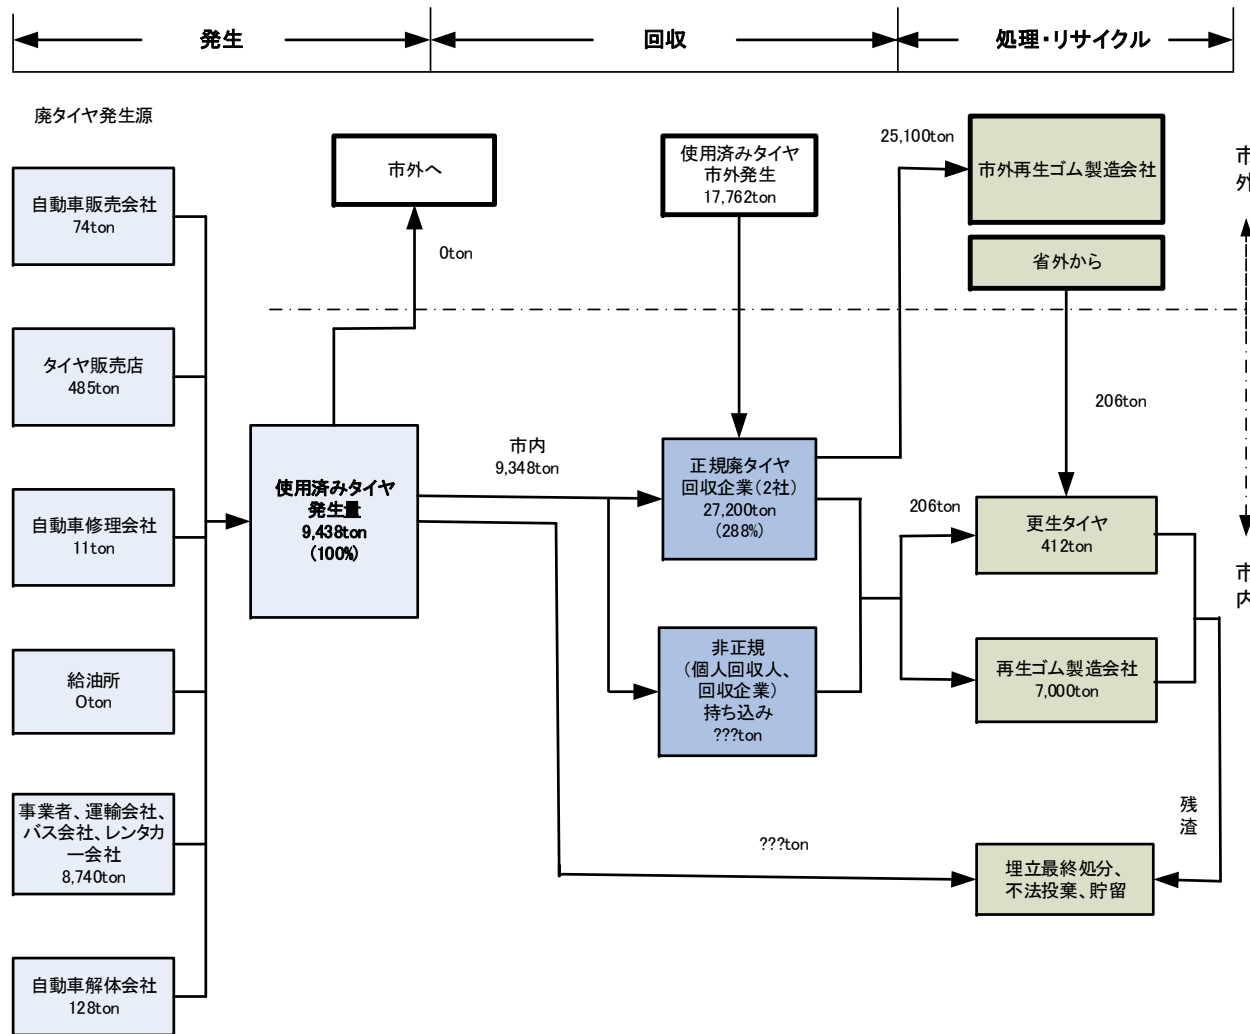 発生
回収
処理・リサイクル
廃タイヤ発生源
自動車販売会社
74ton
タイヤ販売店
485ton
自動車修理会社
11ton
給油所
0ton
事業者、運輸会社、
バス会社、レンタカ
ー会社
8,740ton
自動車解体会社
128ton
市外へ
0ton
使用済みタイヤ
発生量
9,438ton
(100%)
市内
9,348ton
使用済みタイヤ
市外発生
17,762ton
正規廃タイヤ
回収企業(2社)
27,200ton
(288%)
非正規
(個人回収人、
回収企業)
持ち込み
???ton
???ton
25,100ton
市外再生ゴム製造会社
省外から
206ton
206ton
更生タイヤ
412ton
再生ゴム製造会社
7,000ton
残
渣
埋立最終処分、
不法投棄、貯留
市
外
市
内